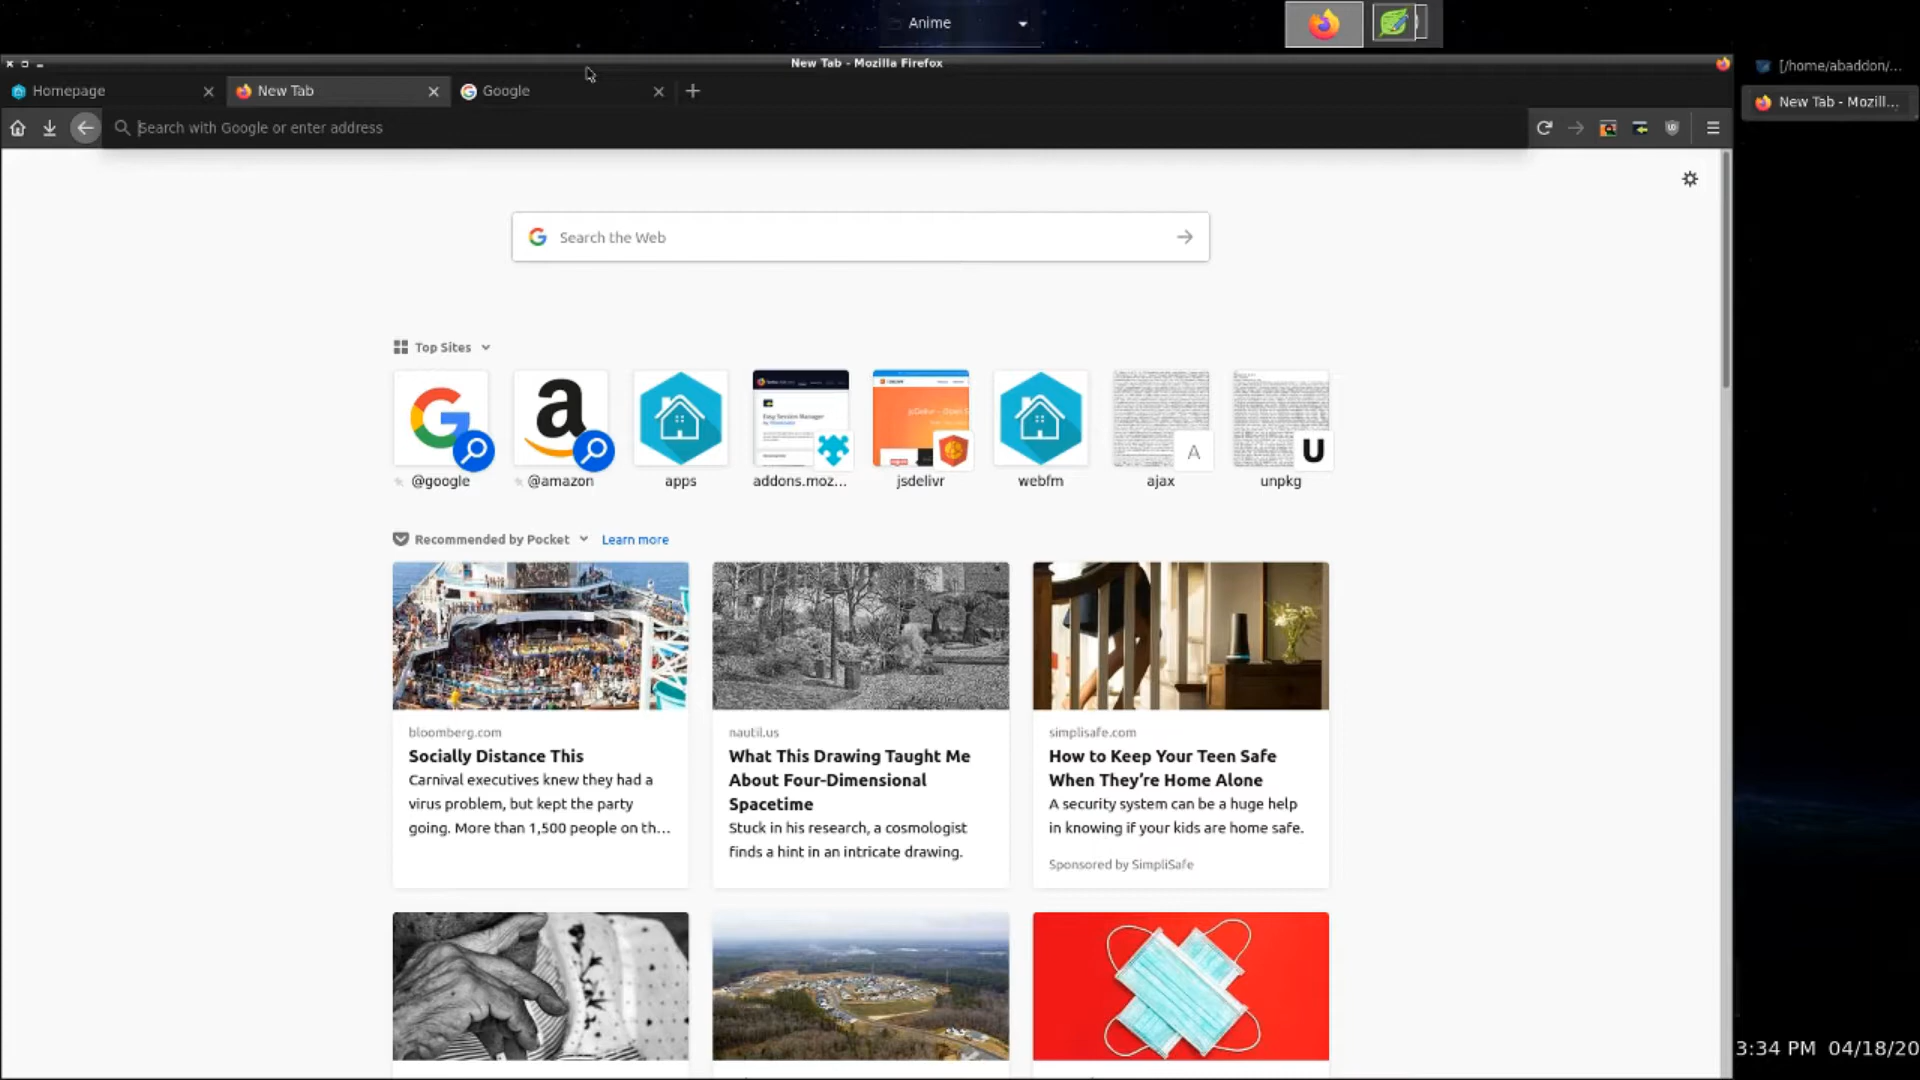 Anime
New Tab - Mozilla Firefox
[/home/abaddon/...
Homepage
New Tab
Google
New Tab - Mozill...
Search with Google or enter address
Search the Web
Top Sites
@google
@amazon
apps
addons.moz...
jsdelivr
webfm
ajax
unpkg
A
U
Recommended by Pocket
Learn more
bloomberg.com
Socially Distance This
Carnival executives knew they had a
virus problem, but kept the party
going. More than 1,500 people on th...
nautil.us
What This Drawing Taught Me
About Four-Dimensional
Spacetime
Stuck in his research, a cosmologist
finds a hint in an intricate drawing.
simplisafe.com
How to Keep Your Teen Safe
When They’re Home Alone
A security system can be a huge help
in knowing if your kids are home safe.
Sponsored by SimpliSafe
3:34 PM 04/18/20